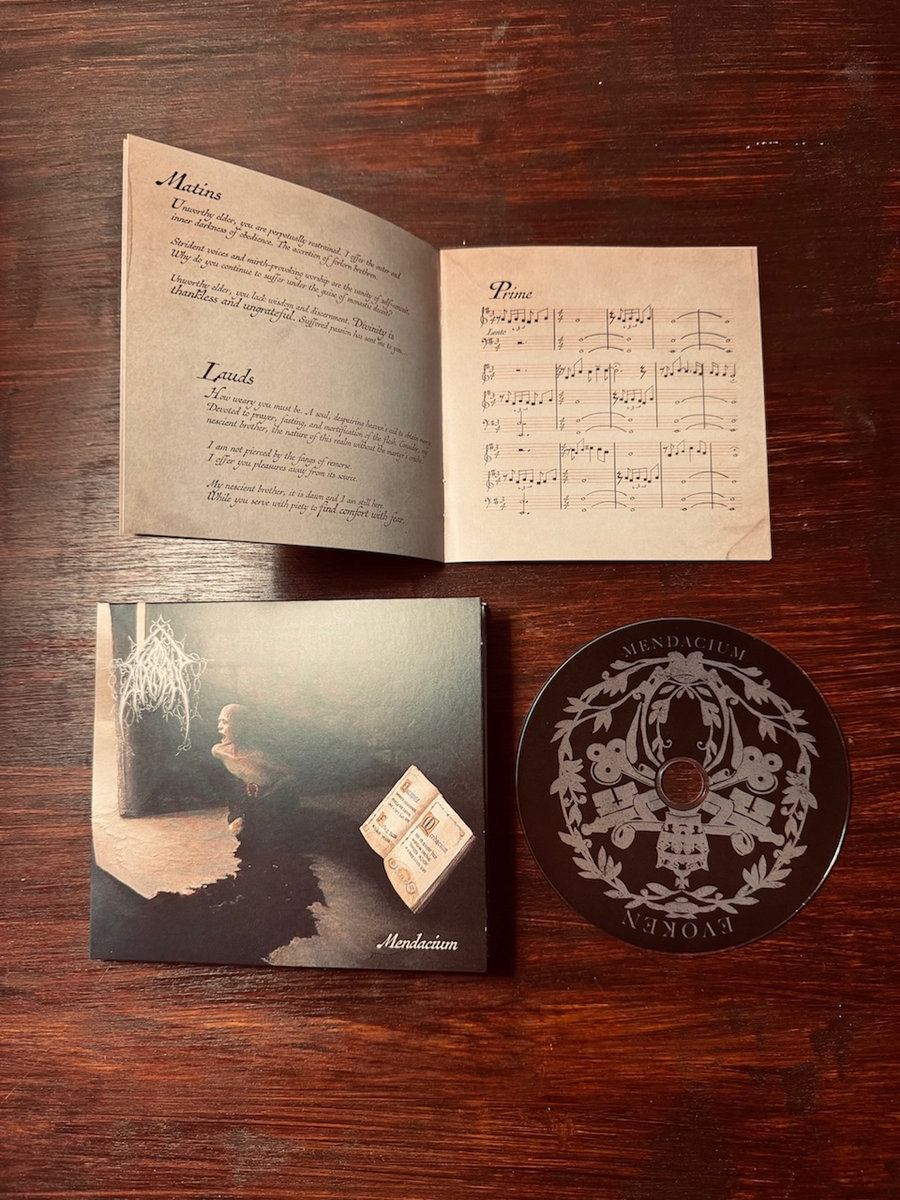 Matins
Unworthy elder, you are perpetually restrained. I offer the outer and
inner darkness of obedience. The accretion of forlorn brethren.
Strident voices and mirth-provoking worship are the vanity of self-conceit.
Why do you continue to suffer under the guise of monastic deceit?
Unworthy elder, you lack wisdom and discernment. Divinity is
thankless and ungrateful. Suffered passion has sent me to you...
Lauds
How weary you must be. A soul, despairing heaven's aid to obtain mercy.
Devoted to prayer, fasting, and mortification of the flesh. Consider, my
nescient brother, the nature of this realm without the master's
I am not pierced by the fangs of remorse.
I offer you pleasures away from its source.
My nescient brother, it is dawn and I am still here.
While you serve with piety to find comfort with fear.
Prime
Lento
Mendacium
MENDACIUM
EVOKEN